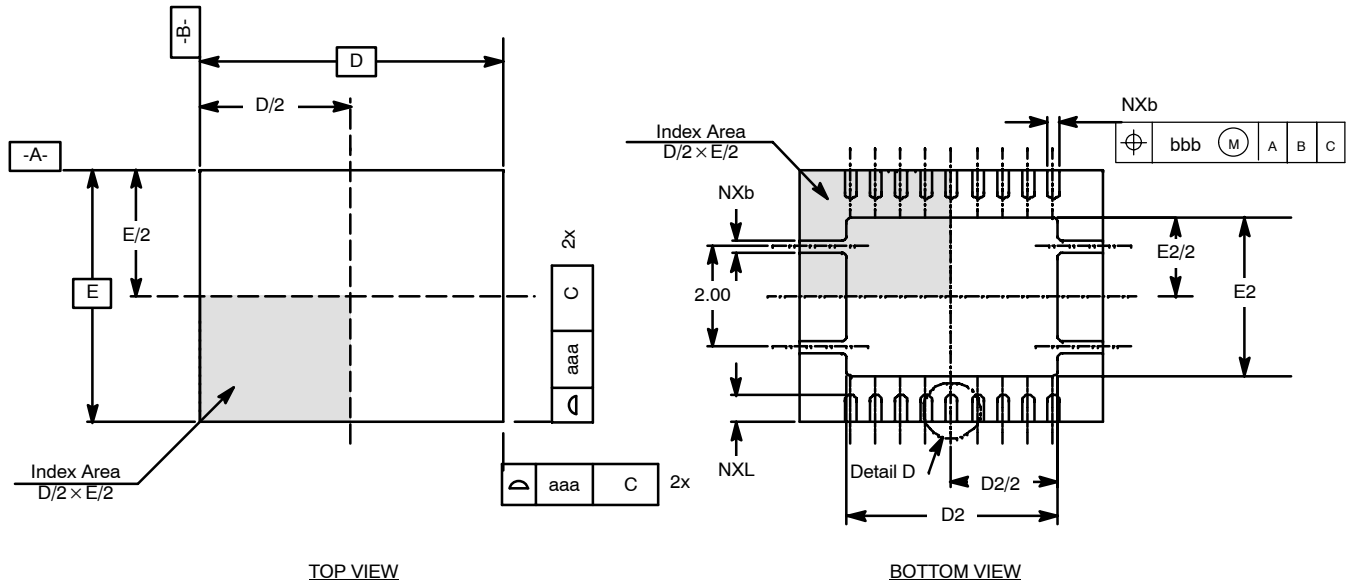 -B-
D
D/2
-A-
E/2
E
2x
C
aaa
Index Area
D/2 × E/2
aaa
C
2x
TOP VIEW
NXb
bbb
M
A
B
C
Index Area
D/2 × E/2
NXb
2.00
NXL
E2/2
E2
Detail D
D2/2
D2
BOTTOM VIEW